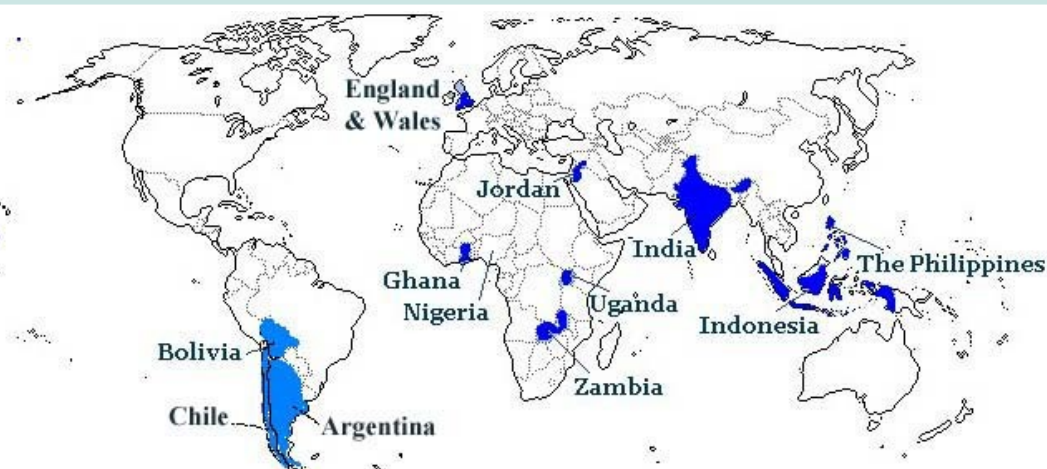 England
& Wales
Jordan
India
The Philippines
Ghana
Uganda
Nigeria
Indonesia
Bolivia
Zambia
Chile
Argentina